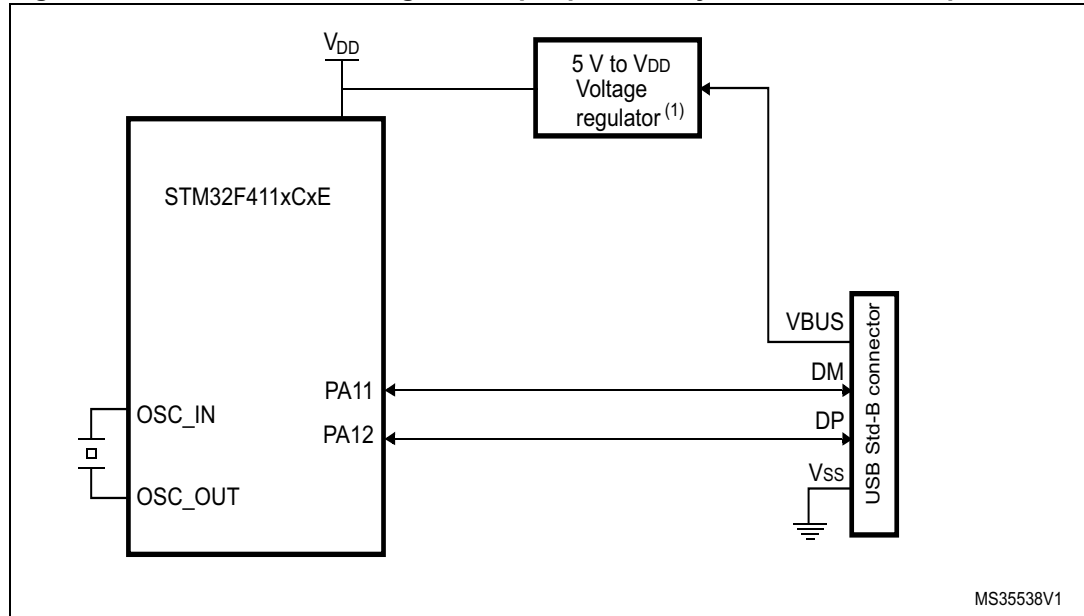 VDD
5 V to VDD
Voltage
regulator (1)
STM32F411xCxE
VBUS
DM
DP
VSS
USB Std-B connector
PA11
PA12
OSC_IN
OSC_OUT
MS35538V1